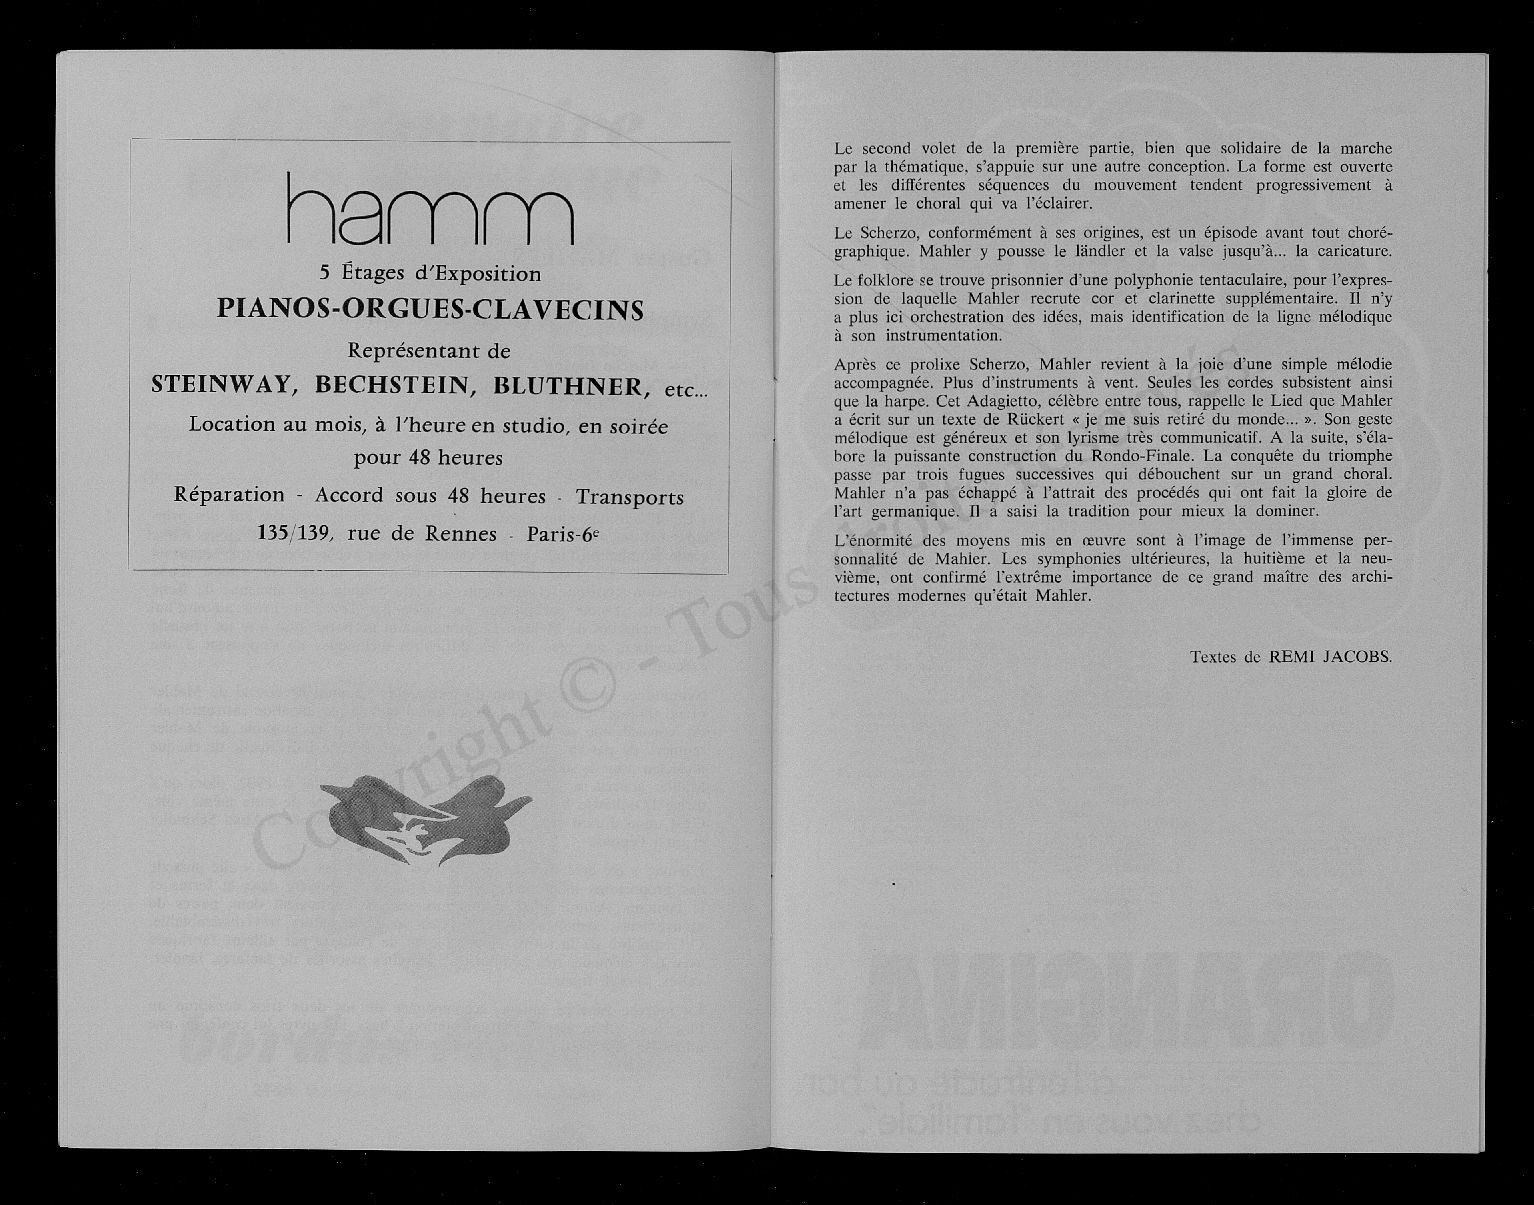 hamm
5 Étages d'Exposition
PIANOS-ORGUES-CLAVECINS
Représentant de
STEINWAY, BECHSTEIN, BLUTHNER, etc...
Location au mois, à l'heure en studio, en soirée
pour 48 heures
Réparation - Accord sous 48 heures - Transports
135/139, rue de Rennes - Paris-6e
Le second volet de la première partie, bien que solidaire de la marche
par la thématique, s'appuie sur une autre conception. La forme est ouverte
et les différentes séquences du mouvement tendent progressivement à
amener le choral qui va l'éclairer.
Le Scherzo, conformément à ses origines, est un épisode avant tout choré-
graphique. Mahler y pousse le ländler et la valse jusqu'à... la caricature.
Le folklore se trouve prisonnier d'une polyphonie tentaculaire, pour l'expres-
sion de laquelle Mahler recrute cor et clarinette supplémentaire. Il n'y
a plus ici orchestration des idées, mais identification de la ligne mélodique
à son instrumentation.
Après ce prolixe Scherzo, Mahler revient à la joie d'une simple mélodie
accompagnée. Plus d'instruments à vent. Seules les cordes subsistent ainsi
que la harpe. Cet Adagietto, célèbre entre tous, rappelle le Lied que Mahler
a écrit sur un texte de Rückert « je me suis retiré du monde... ». Son geste
mélodique est généreux et son lyrisme très communicatif. A la suite, s'éla-
bore la puissante construction du Rondo-Finale. La conquête du triomphe
passe par trois fugues successives qui débouchent sur un grand choral.
Mahler n'a pas échappé à l'attrait des procédés qui ont fait la gloire de
l'art germanique. Il a saisi la tradition pour mieux la dominer.
L'énormité des moyens mis en œuvre sont à l'image de l'immense per-
sonnalité de Mahler. Les symphonies ultérieures, la huitième et la neu-
vième, ont confirmé l'extrême importance de ce grand maître des archi-
tectures modernes qu'était Mahler.
Textes de REMI JACOBS.
Copyright © - Tous droits
ORANGINA
chez vous en "familiale".